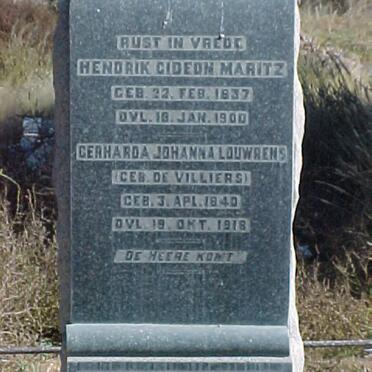 RUST IN VREDE
HENDRIK GIDEON MARITZ
GEB. 22. FEB. 1837
OVL. 18. JAN. 1900
GERHARDA JOHANNA LOUWRENS
(GEB. DE VILLIERS)
GEB. 3. APL. 1840
OVL. 19. OKT. 1918
"DE HEERE KOMT"